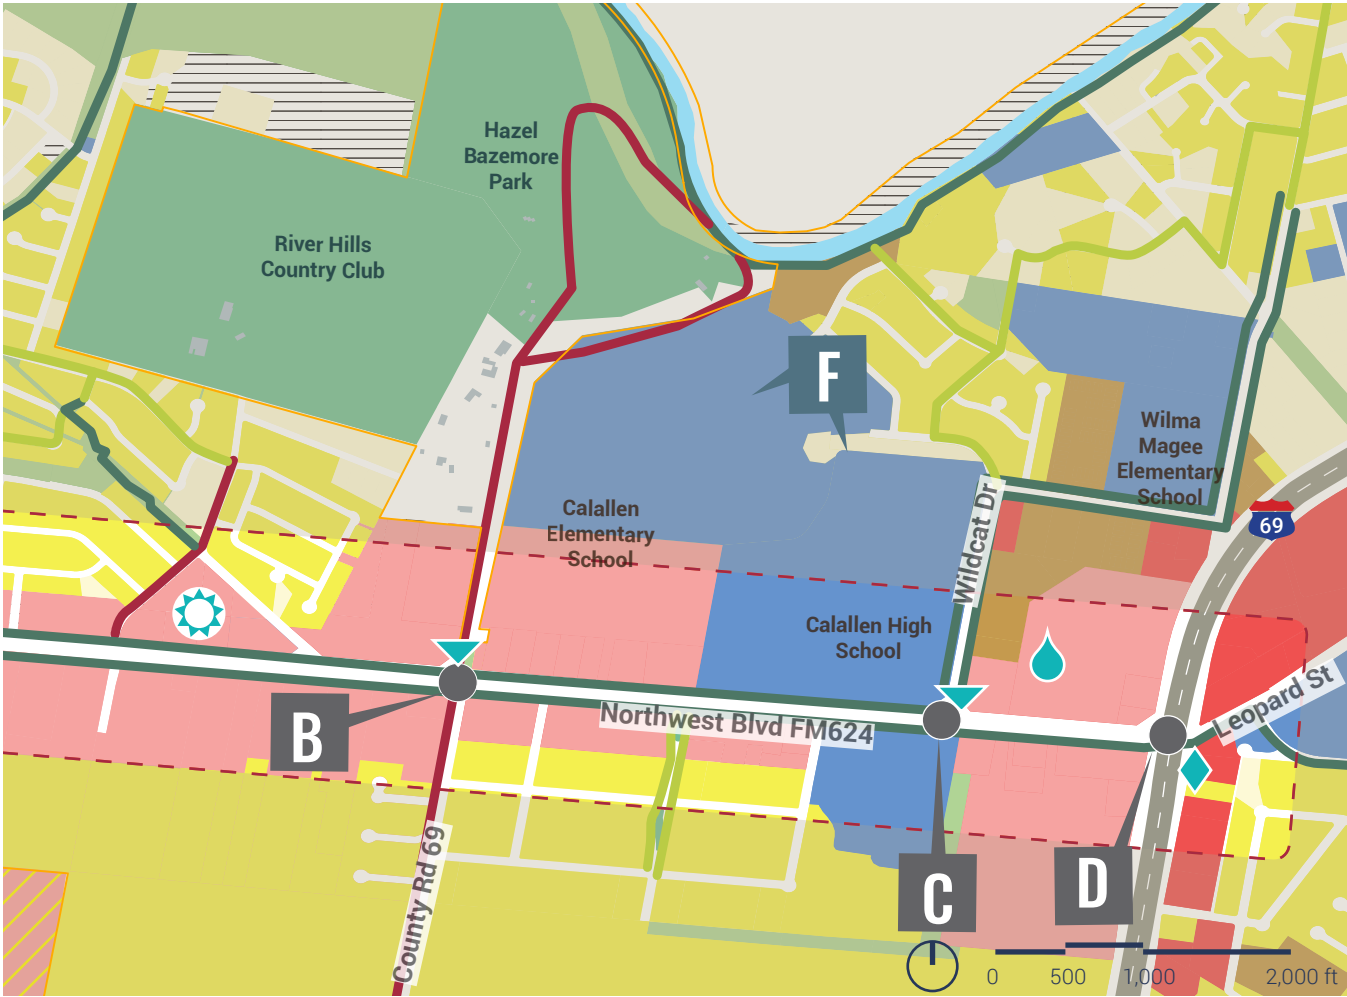 Hazel
Bazemore
Park
River Hills
Country Club
F
Wilma
Magee
Elementary
School
Calallen
Elementary
School
Wildcat Dr
69
Calallen High
School
Leopard St
B
Northwest Blvd FM624
County Rd 69
C
D
0 500 1,000 2,000 ft